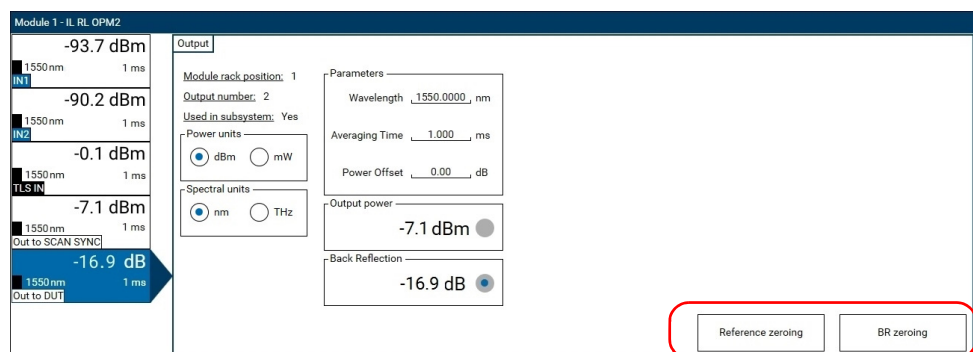 Module 1 - IL RL OPM2
-93.7 dBm
1550 nm 1 ms
IN1
-90.2 dBm
1550 nm 1 ms
IN2
-0.1 dBm
1550 nm 1 ms
TLS IN
-7.1 dBm
1550 nm 1 ms
Out to SCAN SYNC
-16.9 dB
1550 nm 1 ms
Out to DUT
Output
Module rack position: 1
Output number: 2
Used in subsystem: Yes
Power units
dBm mW
Spectral units
nm THz
Parameters
Wavelength 1550.0000 nm
Averaging Time 1.000 ms
Power Offset 0.00 dB
Output power
-7.1 dBm
Back Reflection
-16.9 dB
Reference zeroing BR zeroing